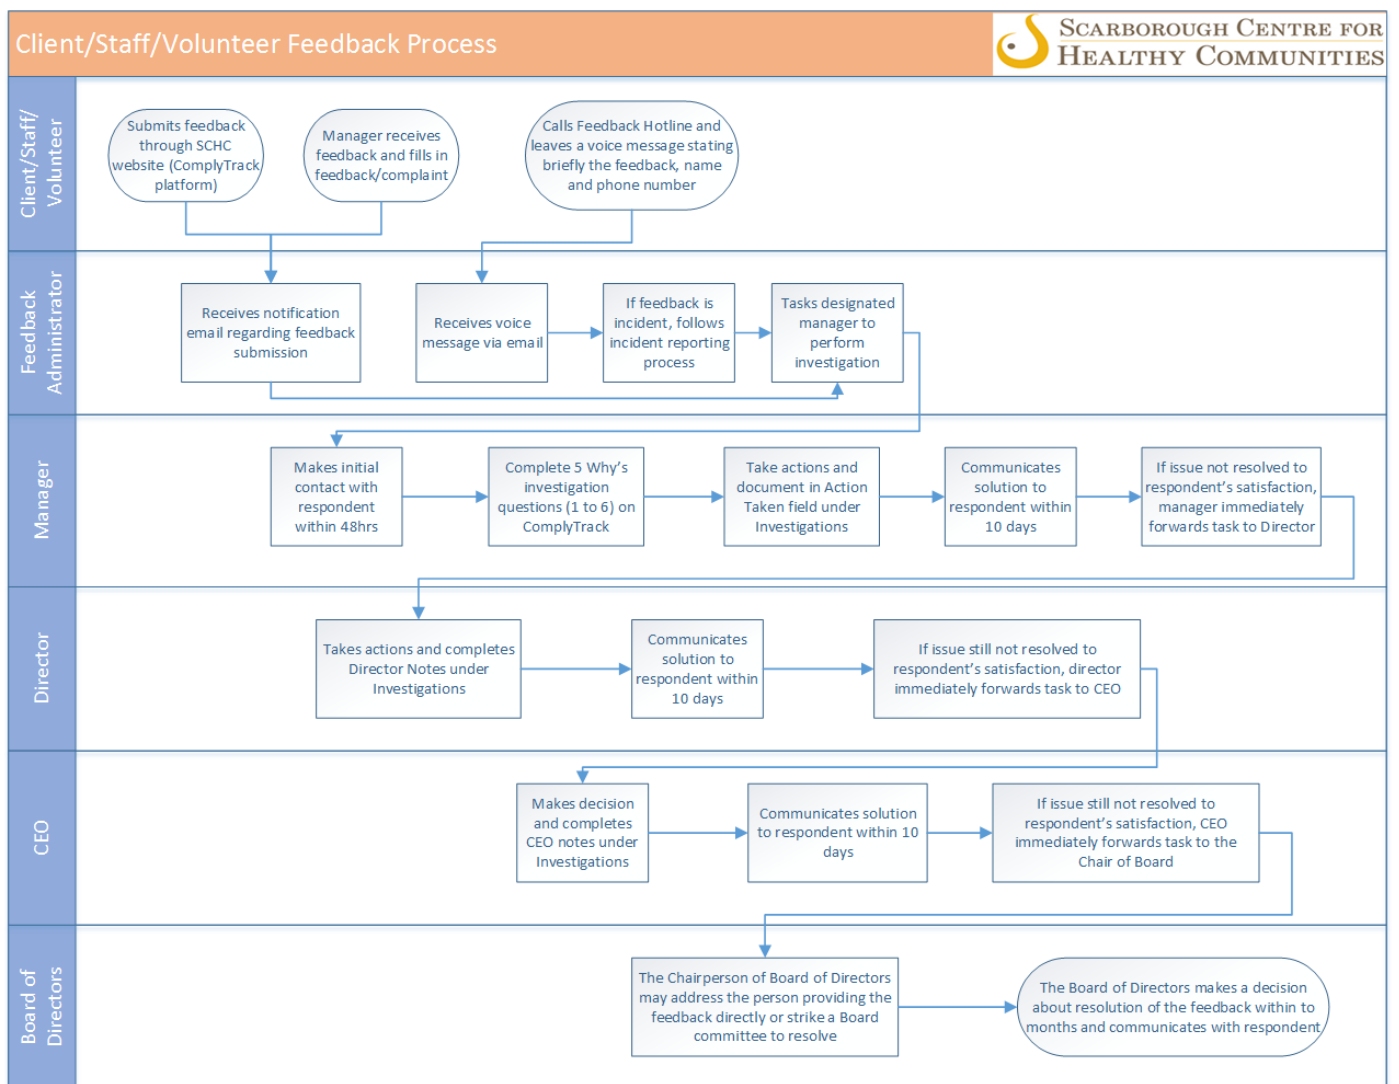 Client/Staff/Volunteer Feedback Process
SCARBOROUGH CENTRE FOR
HEALTHY COMMUNITIES
Client/Staff/
Volunteer
Submits feedback
through SCHC
website (ComplyTrack
platform)
Manager receives
feedback and fills in
feedback/complaint
Calls Feedback Hotline and
leaves a voice message stating
briefly the feedback, name
and phone number
Feedback
Administrator
Receives notification
email regarding feedback
submission
Receives voice
message via email
If feedback is
incident, follows
incident reporting
process
Tasks designated
manager to
perform
investigation
Manager
Makes initial
contact with
respondent
within 48hrs
Complete 5 Why's
investigation
questions (1 to 6) on
ComplyTrack
Take actions and
document in Action
Taken field under
Investigations
Communicates
solution to
respondent within
10 days
If issue not resolved to
respondent's satisfaction,
manager immediately
forwards task to Director
Director
Takes actions and completes
Director Notes under
Investigations
Communicates
solution to
respondent within
10 days
If issue still not resolved to
respondent's satisfaction, director
immediately forwards task to CEO
CEO
Makes decision
and completes
CEO notes under
Investigations
Communicates solution
to respondent within 10
days
If issue still not resolved to
respondent's satisfaction, CEO
immediately forwards task to the
Chair of Board
Board of
Directors
The Chairperson of Board of Directors
may address the person providing the
feedback directly or strike a Board
committee to resolve
The Board of Directors makes a decision
about resolution of the feedback within to
months and communicates with respondent